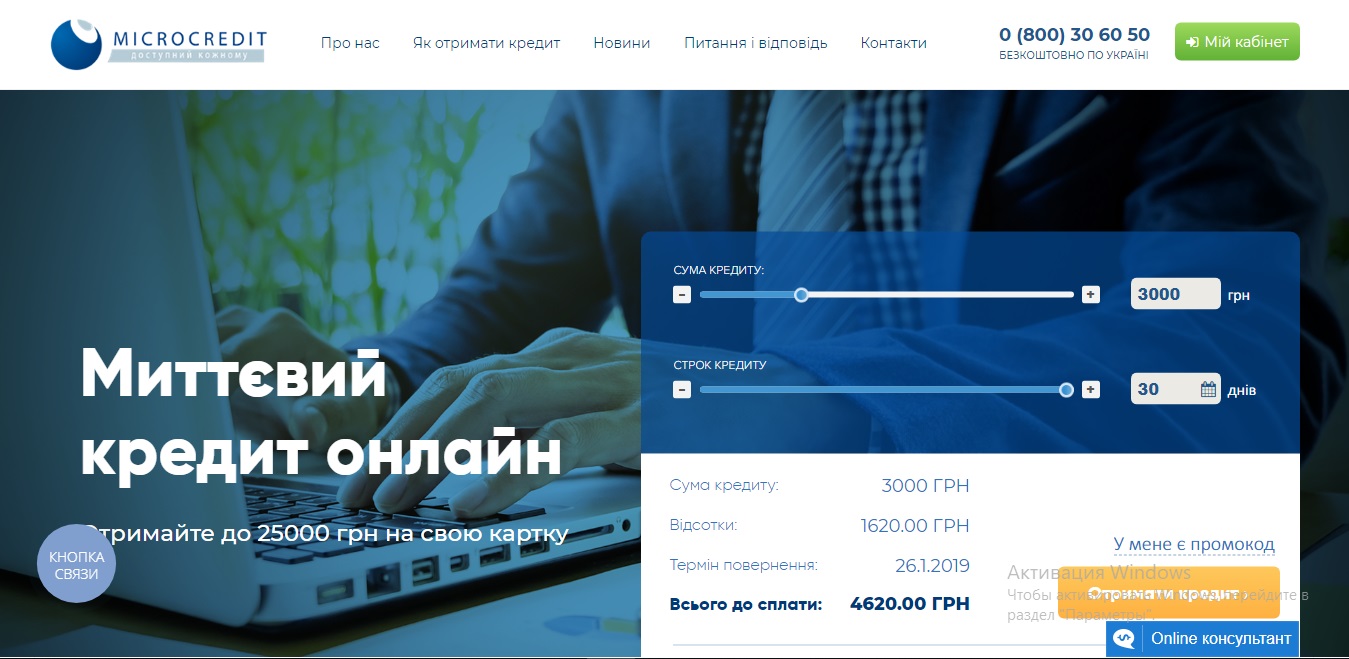 MICROCREDIT
доступний кожному
Про нас
Як отримати кредит
Новини
Питання і відповідь
Контакти
0 (800) 30 60 50
БЕЗКОШТОВНО ПО УКРАЇНІ
Мій кабінет
СУМА КРЕДИТУ:
-
+
3000
грн
СТРОК КРЕДИТУ
-
+
30
днів
Миттєвий
кредит онлайн
Отримайте до 25000 грн на свою картку
КНОПКА
СВЯЗИ
Сума кредиту:
3000 ГРН
Відсотки:
1620.00 ГРН
Термін повернення:
26.1.2019
Всього до сплати:
4620.00 ГРН
У мене є промокод
Отримати кредит
Активация Windows
Чтобы активировать Windows, перейдите в
раздел "Параметры".
Online консультант